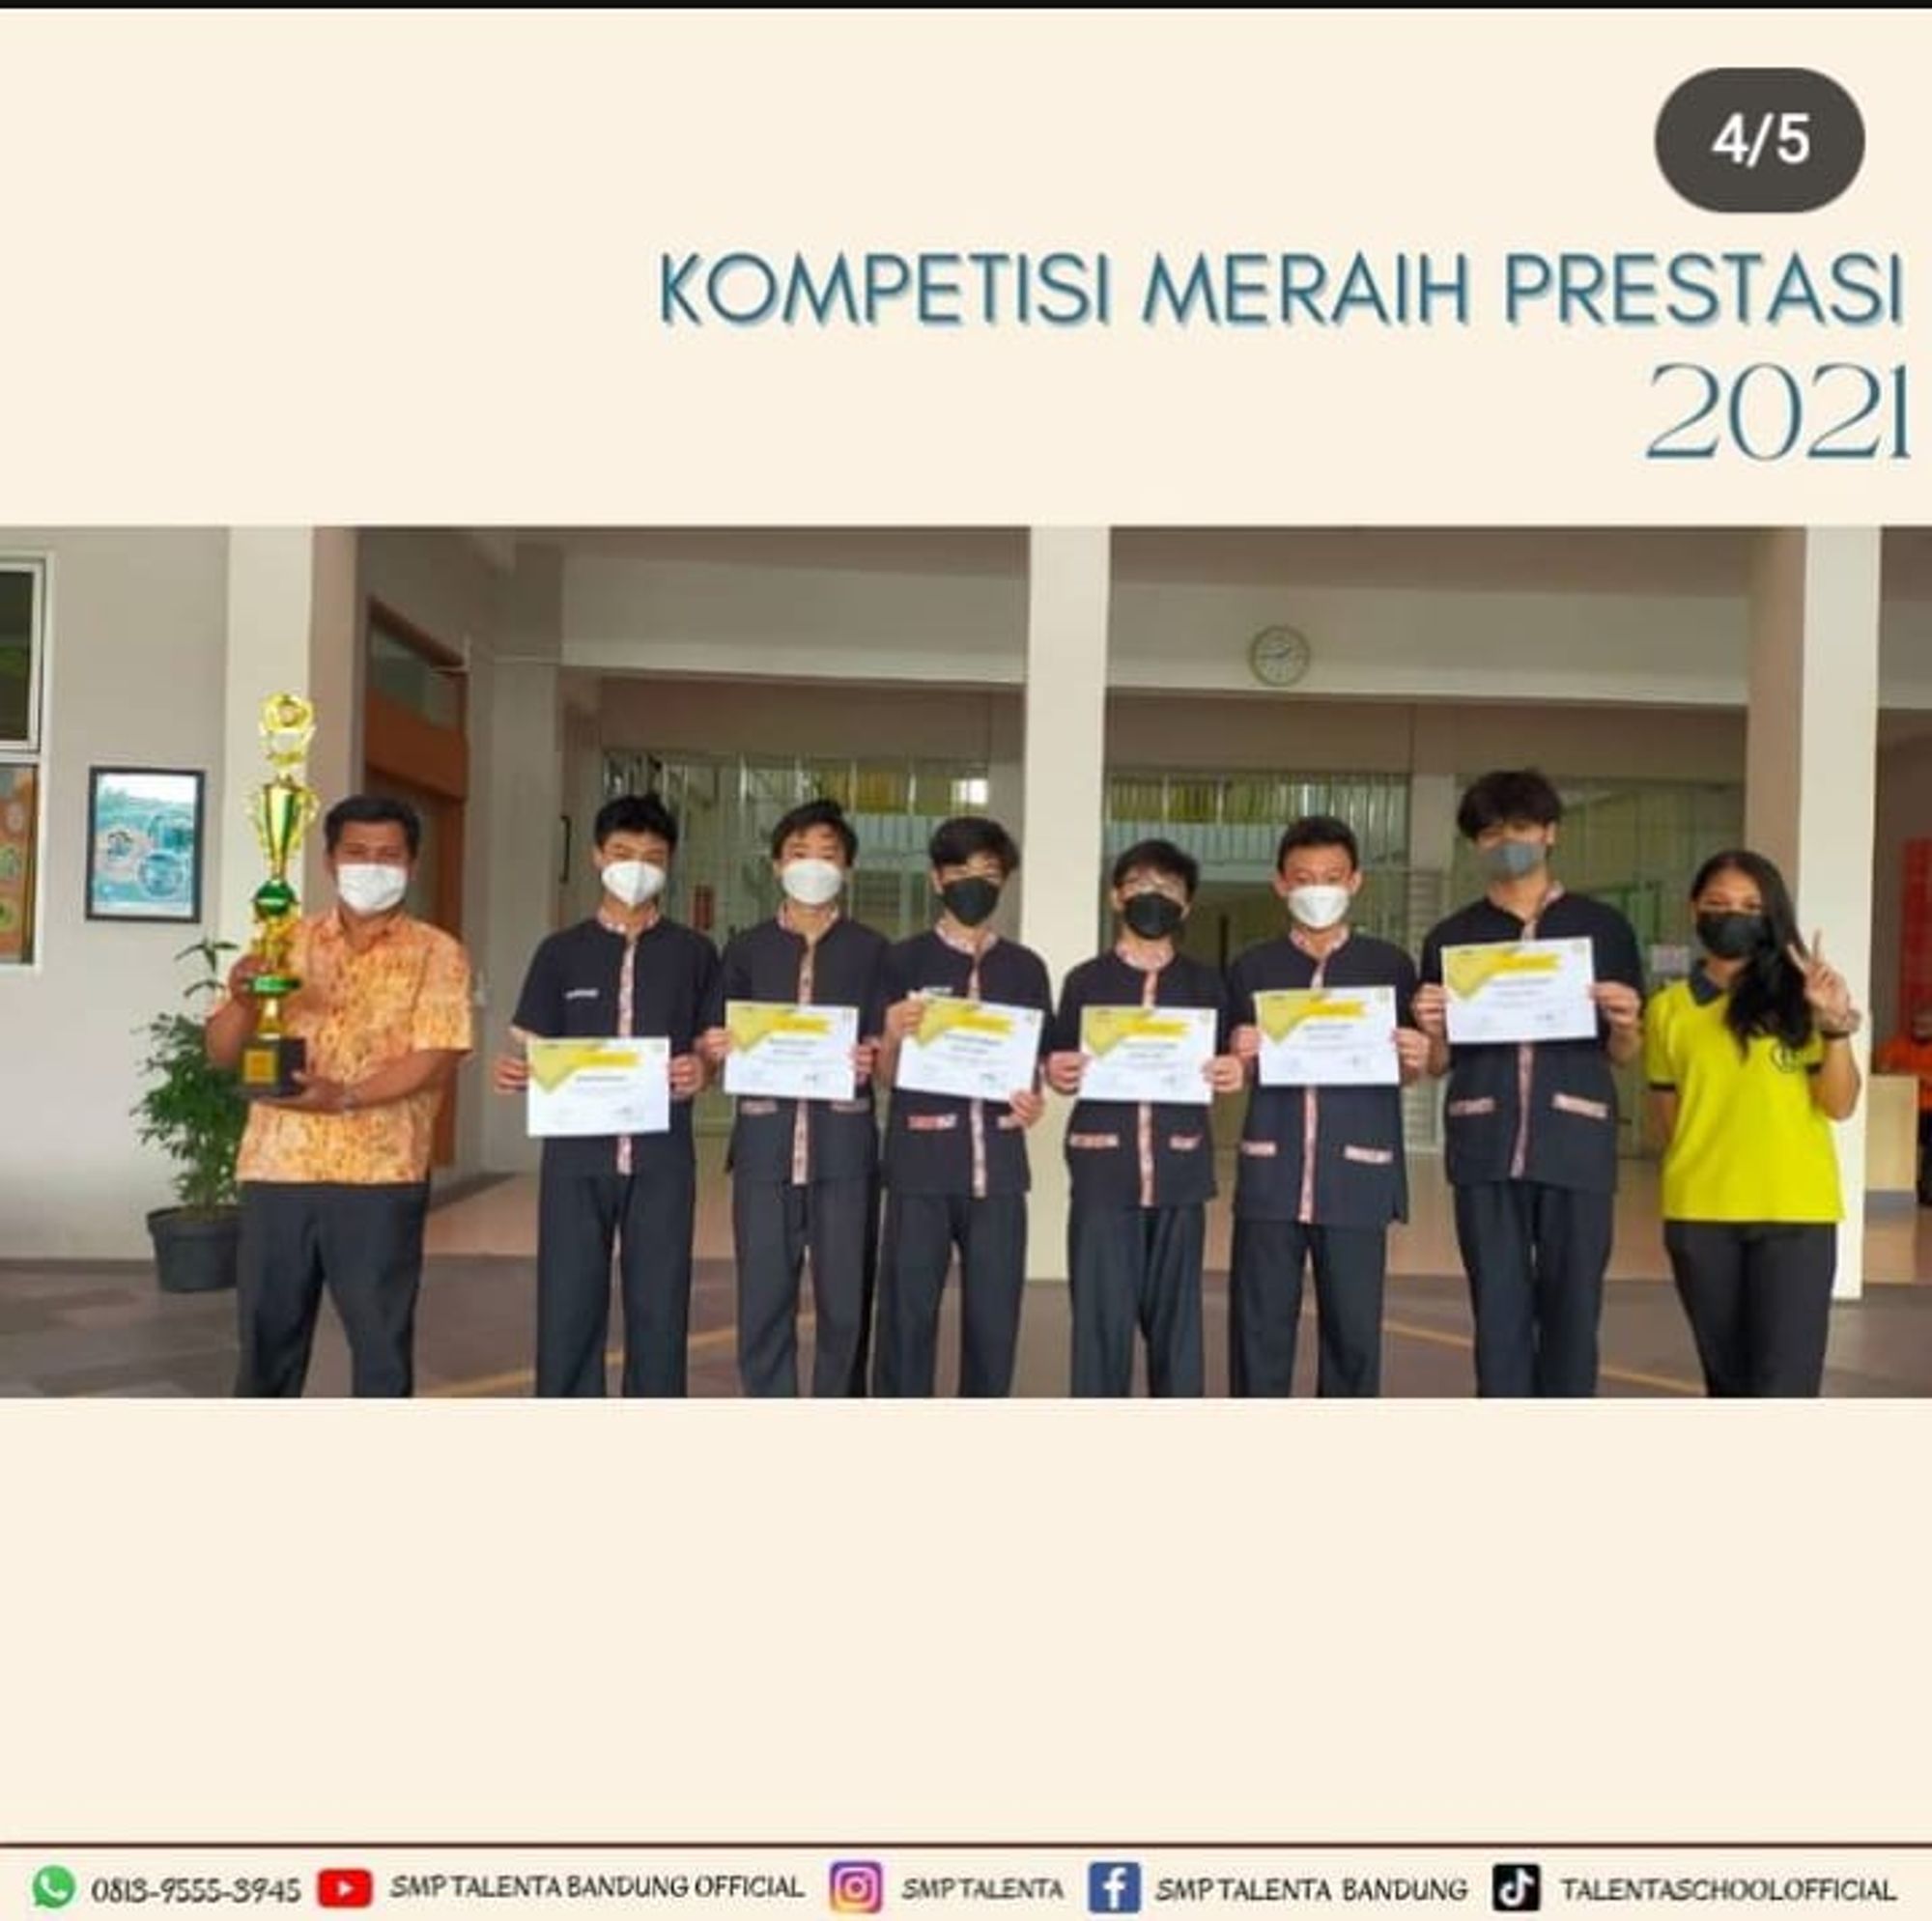 4/5
KOMPETISI MERAIH PRESTASI
2021
0813-9555-3945 SMP TALENTA BANDUNG OFFICIAL SMP TALENTA SMP TALENTA BANDUNG TALENTASCHOOLOFFICIAL